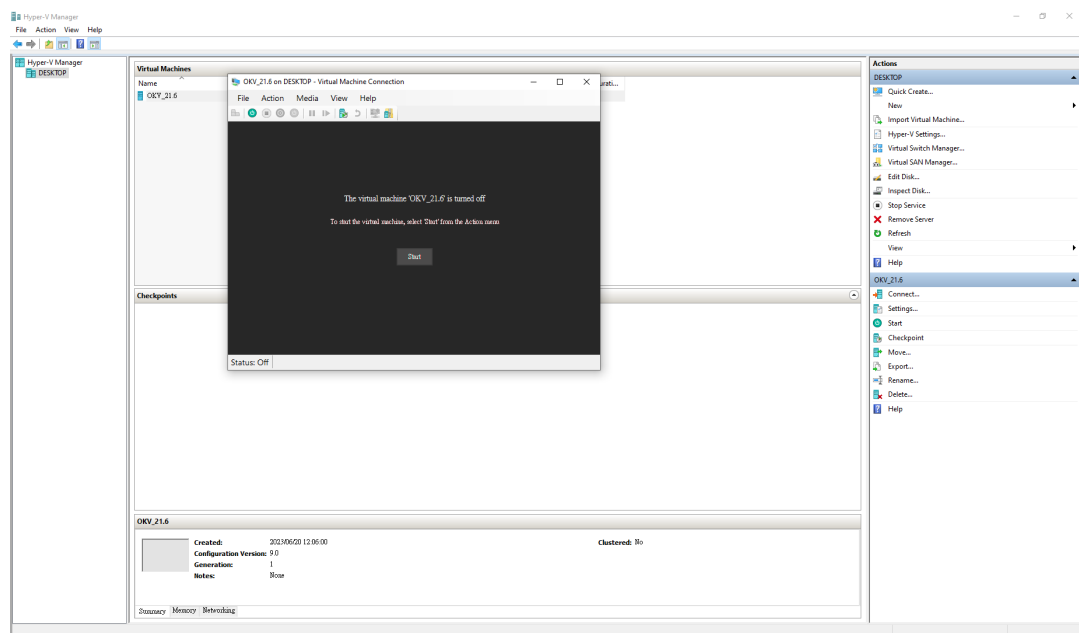 Hyper-V Manager
File Action View Help
Hyper-V Manager
DESKTOP
Virtual Machines
Name
OKV_21.6
OKV_21.6 on DESKTOP - Virtual Machine Connection
File Action Media View Help
The virtual machine 'OKV_21.6' is turned off
To start the virtual machine, select 'Start' from the Action menu
Start
Status: Off
Checkpoints
OKV_21.6
Created: 2023/06/20 12:06:00
Clustered: No
Configuration Version: 9.0
Generation: 1
Notes: None
Summary Memory Networking
Actions
DESKTOP
Quick Create...
New
Import Virtual Machine...
Hyper-V Settings...
Virtual Switch Manager...
Virtual SAN Manager...
Edit Disk...
Inspect Disk...
Stop Service
Remove Server
Refresh
View
Help
OKV_21.6
Connect...
Settings...
Start
Checkpoint
Move...
Export...
Rename...
Delete...
Help